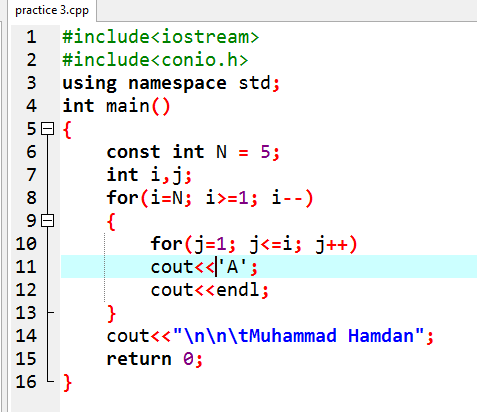 practice 3.cpp
1 #include<iostream>
2 #include<conio.h>
3 using namespace std;
4 int main()
5 {
6 const int N = 5;
7 int i,j;
8 for(i=N; i>=1; i--)
9 {
10 for(j=1; j<=i; j++)
11 cout<<'A';
12 cout<<endl;
13 }
14 cout<<"\n\n\tMuhammad Hamdan";
15 return 0;
16 }